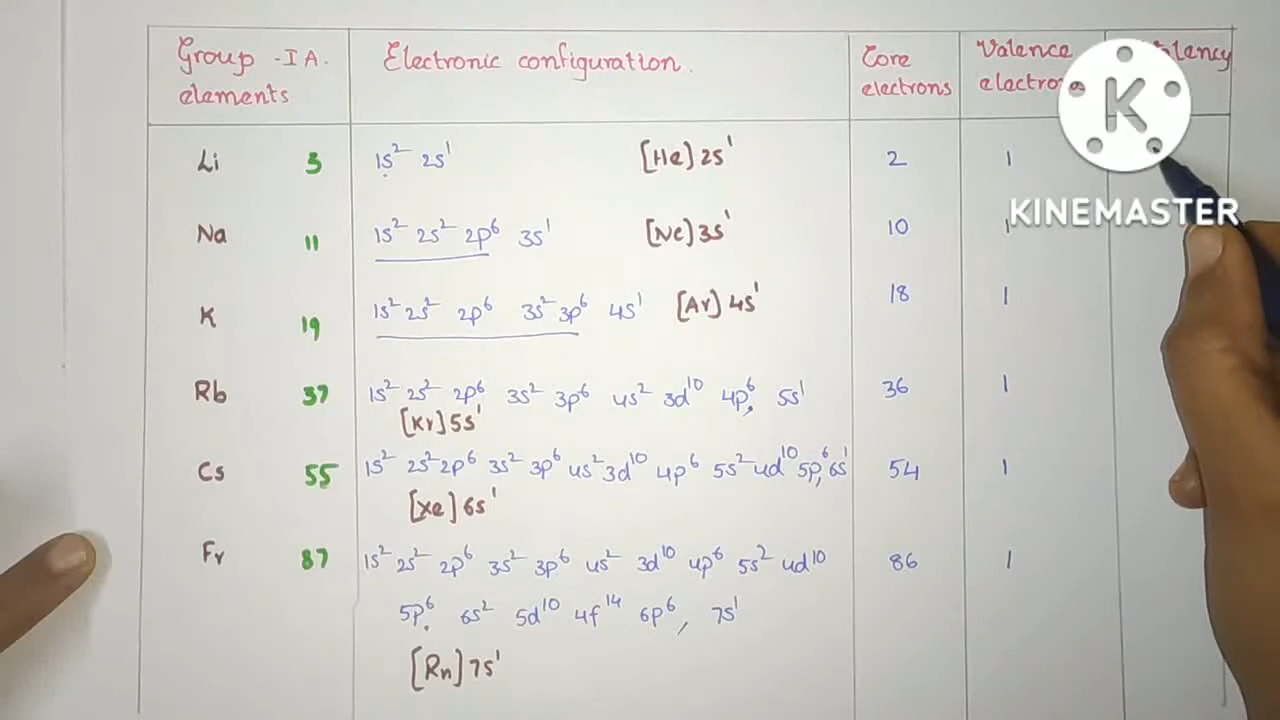 Group - I A. elements
Electronic configuration.
Core electrons
Valence
K
KINEMASTER
Li 3 1s² 2s¹ [He] 2s¹ 2 1
Na 11 1s² 2s² 2p⁶ 3s¹ [Ne] 3s¹ 10 1
K 19 1s² 2s² 2p⁶ 3s² 3p⁶ 4s¹ [Ar] 4s¹ 18 1
Rb 37 1s² 2s² 2p⁶ 3s² 3p⁶ 4s² 3d¹⁰ 4p⁶, 5s¹ 36 1
[Kr] 5s¹
Cs 55 1s² 2s² 2p⁶ 3s² 3p⁶ 4s² 3d¹⁰ 4p⁶ 5s² 4d¹⁰ 5p⁶, 6s¹ 54 1
[Xe] 6s¹
Fr 87 1s² 2s² 2p⁶ 3s² 3p⁶ 4s² 3d¹⁰ 4p⁶ 5s² 4d¹⁰ 86 1
5p⁶. 6s² 5d¹⁰ 4f¹⁴ 6p⁶, 7s¹
[Rn] 7s¹